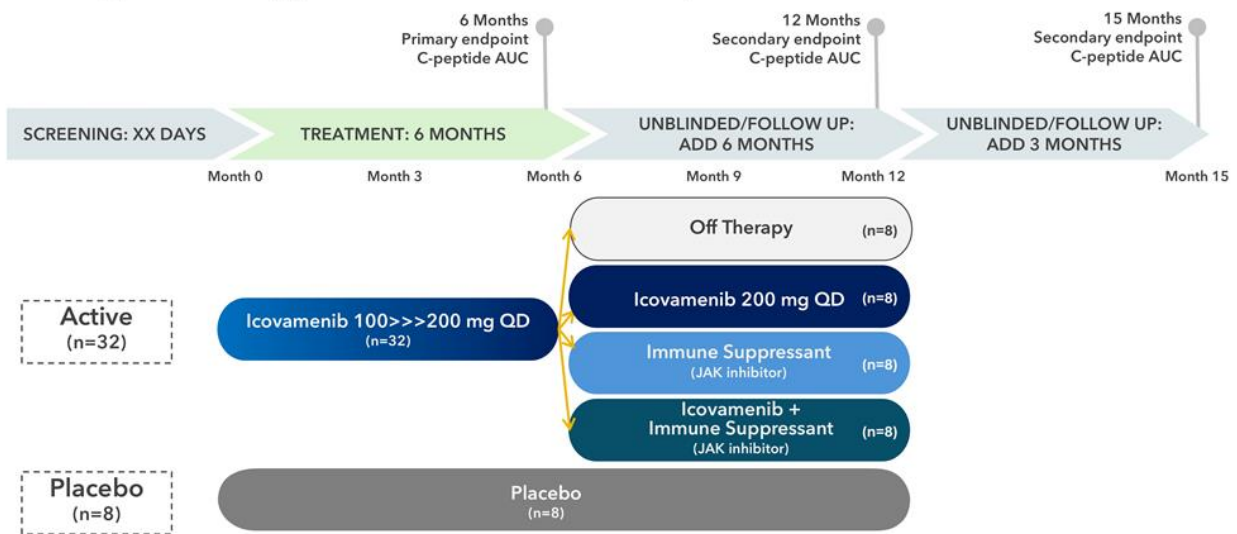 6 Months
Primary endpoint
C-peptide AUC
12 Months
Secondary endpoint
C-peptide AUC
15 Months
Secondary endpoint
C-peptide AUC
SCREENING: XX DAYS
TREATMENT: 6 MONTHS
UNBLINDED/FOLLOW UP:
ADD 6 MONTHS
UNBLINDED/FOLLOW UP:
ADD 3 MONTHS
Month 0
Month 3
Month 6
Month 9
Month 12
Month 15
Off Therapy (n=8)
Active
(n=32)
Icovamenib 100>>>200 mg QD
(n=32)
Icovamenib 200 mg QD (n=8)
Immune Suppressant
(JAK inhibitor)
(n=8)
Icovamenib +
Immune Suppressant
(JAK inhibitor)
(n=8)
Placebo
(n=8)
Placebo
(n=8)